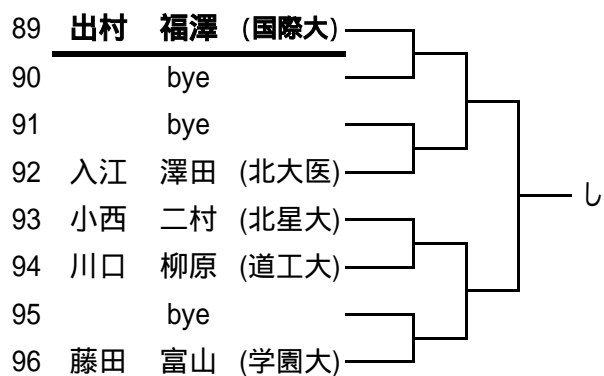 89 出村 福澤 (国際大)
90 bye
91 bye
92 入江 澤田 (北大医)
し
93 小西 二村 (北星大)
94 川口 柳原 (道工大)
95 bye
96 藤田 富山 (学園大)